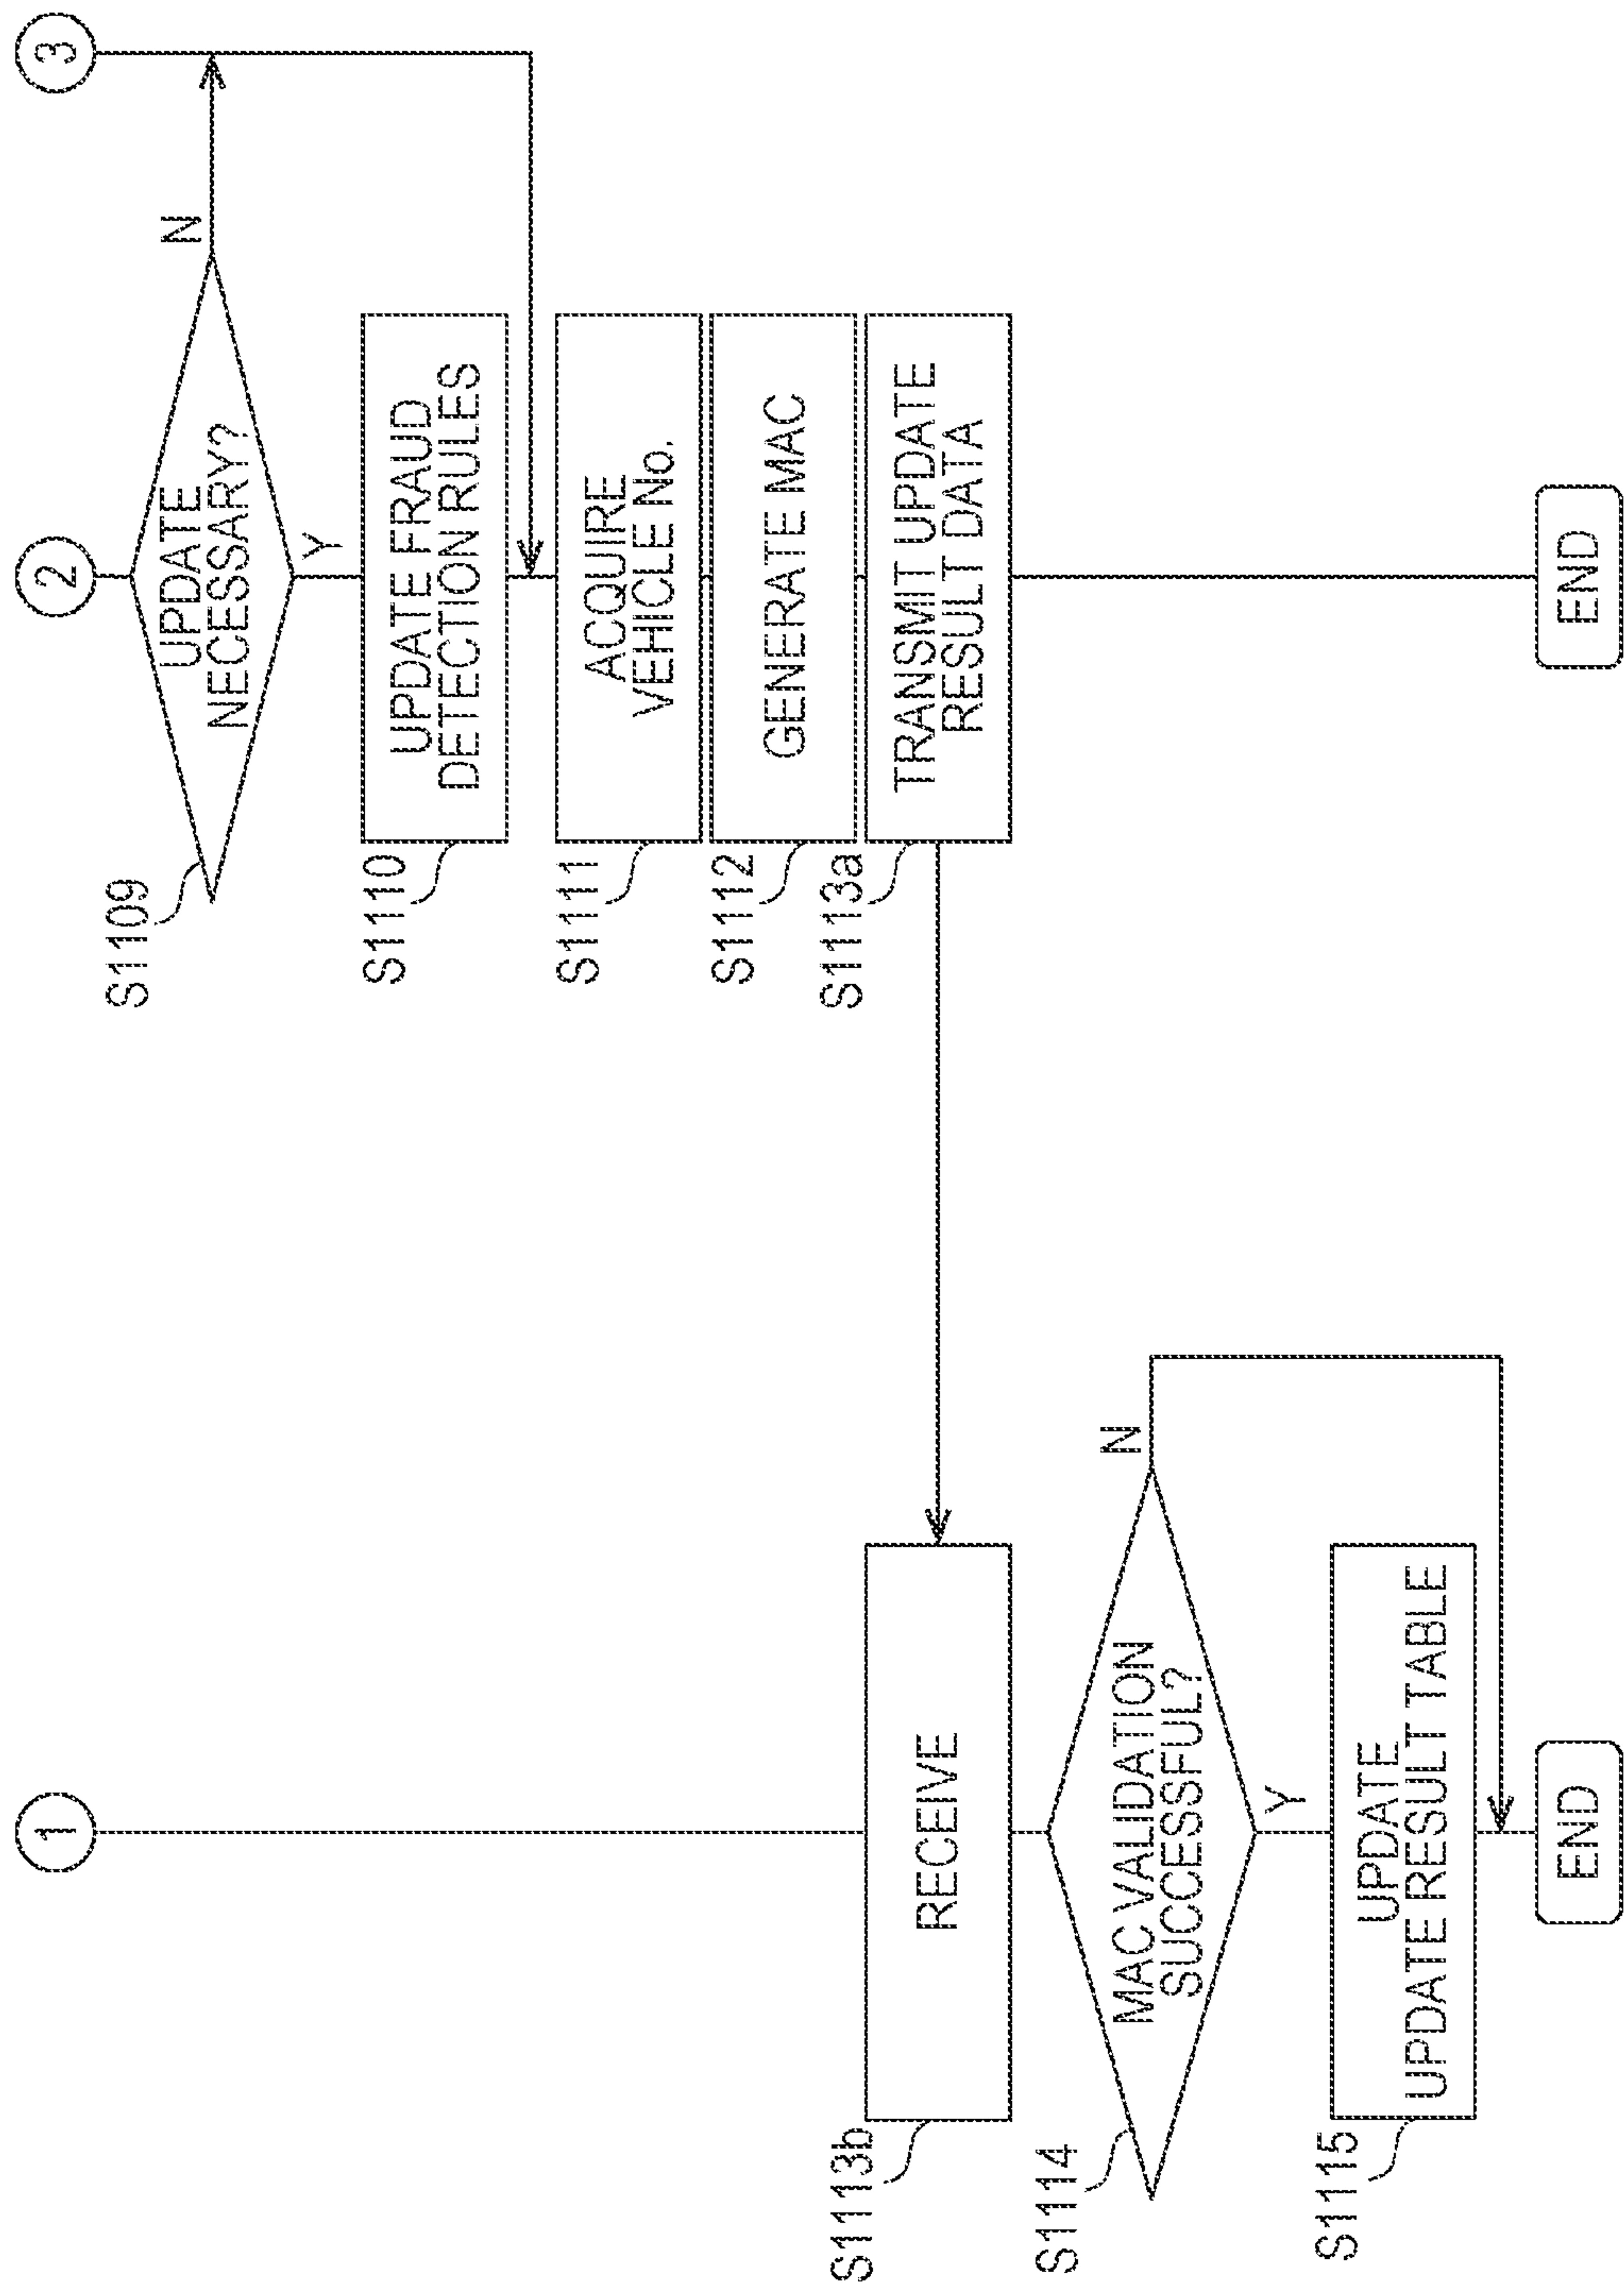 1
2
3
S1109
UPDATE
NECESSARY?
N
Y
S1110
UPDATE FRAUD
DETECTION RULES
S1111
ACQUIRE
VEHICLE No.
S1112
GENERATE MAC
S1113b
RECEIVE
S1113a
TRANSMIT UPDATE
RESULT DATA
S1114
MAC VALIDATION
SUCCESSFUL?
N
Y
S1115
UPDATE
UPDATE RESULT TABLE
END
END